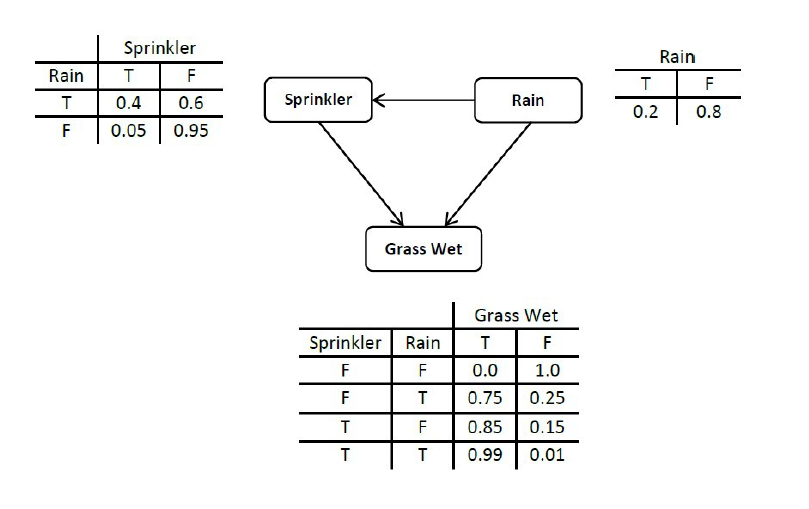 Sprinkler
Rain T F
T 0.4 0.6
F 0.05 0.95
Sprinkler
Rain
Rain
T F
0.2 0.8
Grass Wet
Grass Wet
Sprinkler Rain T F
F F 0.0 1.0
F T 0.75 0.25
T F 0.85 0.15
T T 0.99 0.01